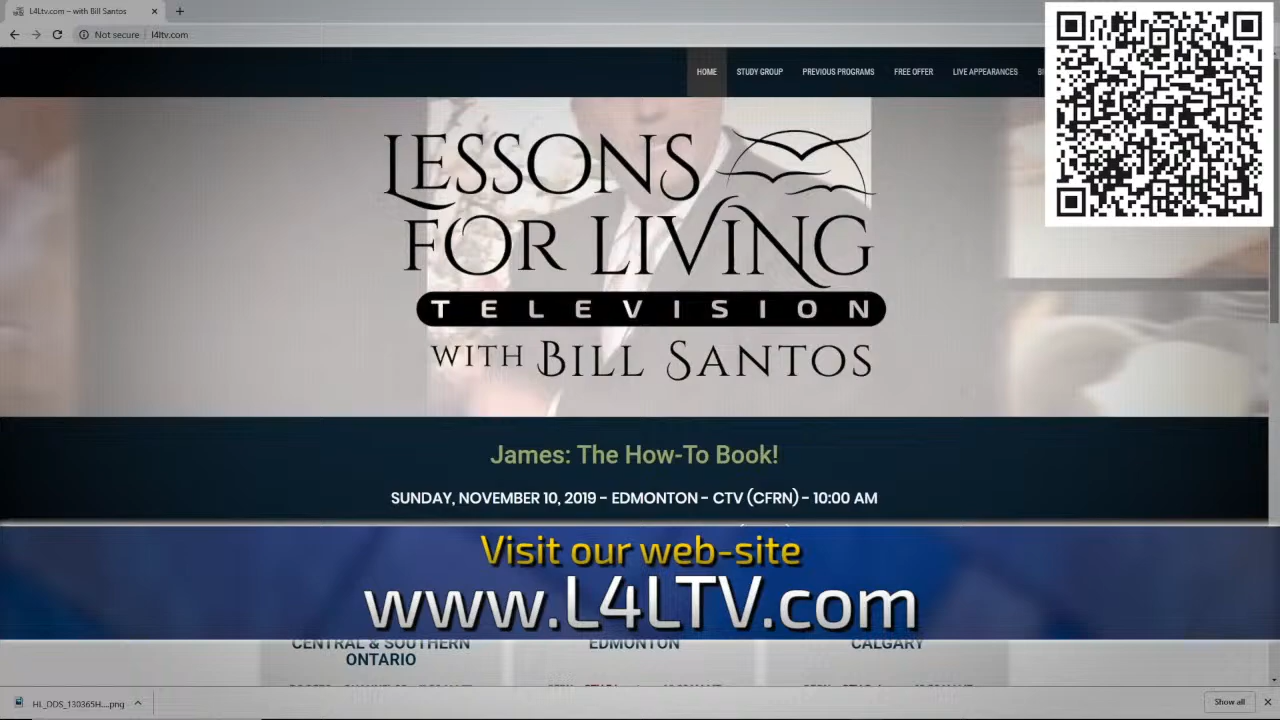 L4Ltv.com – with Bill Santos
Not secure
l4ltv.com
HOME
STUDY GROUP
PREVIOUS PROGRAMS
FREE OFFER
LIVE APPEARANCES
LESSONS
FOR LIVING
TELEVISION
WITH BILL SANTOS
James: The How-To Book!
SUNDAY, NOVEMBER 10, 2019 - EDMONTON - CTV (CFRN) - 10:00 AM
Visit our web-site
www.L4LTV.com
CENTRAL & SOUTHERN
ONTARIO
EDMONTON
CALGARY
HI_DDS_130365H....png
Show all